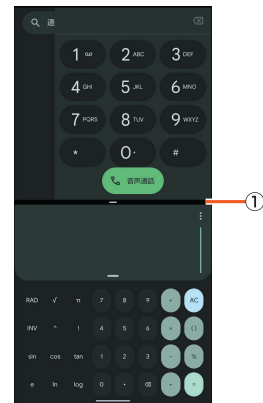 連
1 2 ABC 3 DEF
4 GHI 5 JKL 6 MNO
7 PQRS 8 TUV 9 WXYZ
* 0 + #
音声通話
①
RAD √ π 7 8 9 ÷ AC
INV ^ ! 4 5 6 × ()
sin cos tan 1 2 3 − %
e ln log 0 . + =